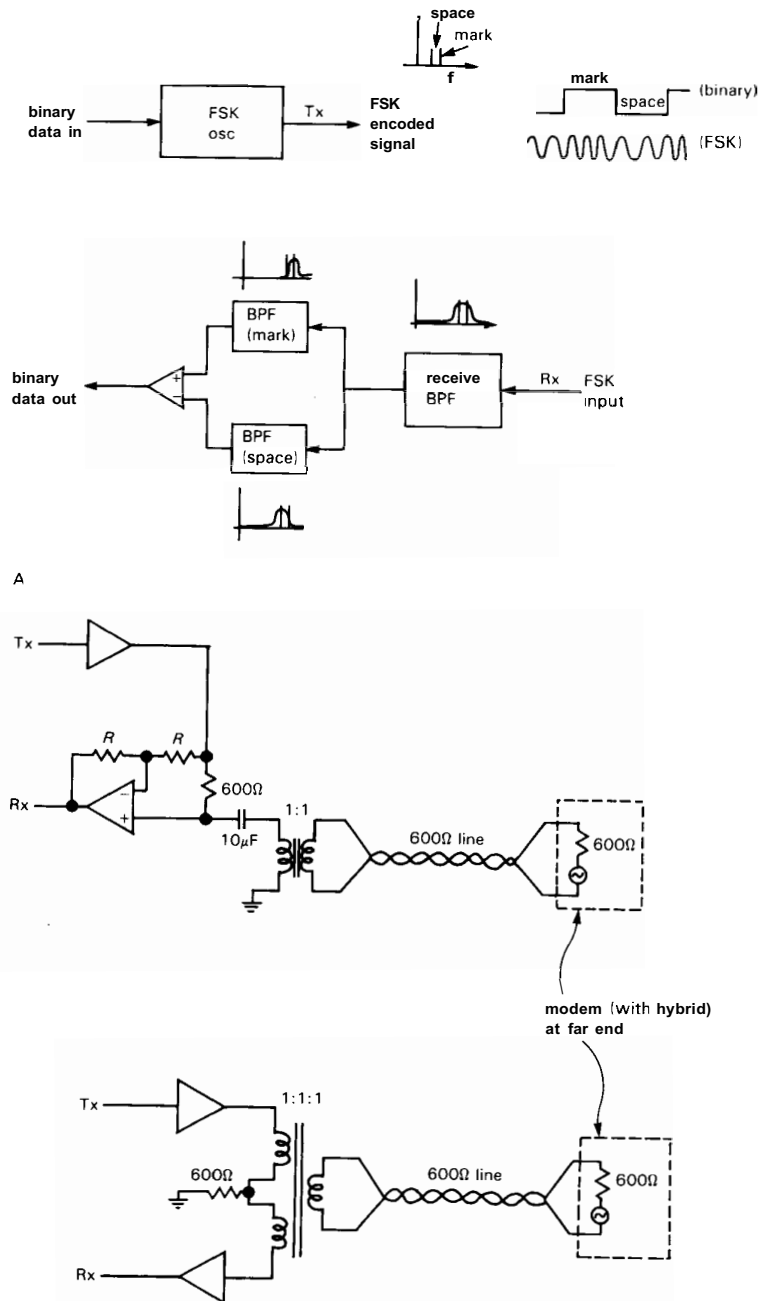 space
mark
f
binary
data in
FSK
osc
Tx
FSK
encoded
signal
mark
space
(binary)
(FSK)
BPF
(mark)
binary
data out
+
−
receive
BPF
Rx
FSK
input
BPF
(space)
A
Tx
R
R
600Ω
Rx
−
+
10μF
1:1
600Ω line
600Ω
modem (with hybrid)
at far end
Tx
1:1:1
600Ω
600Ω line
600Ω
Rx